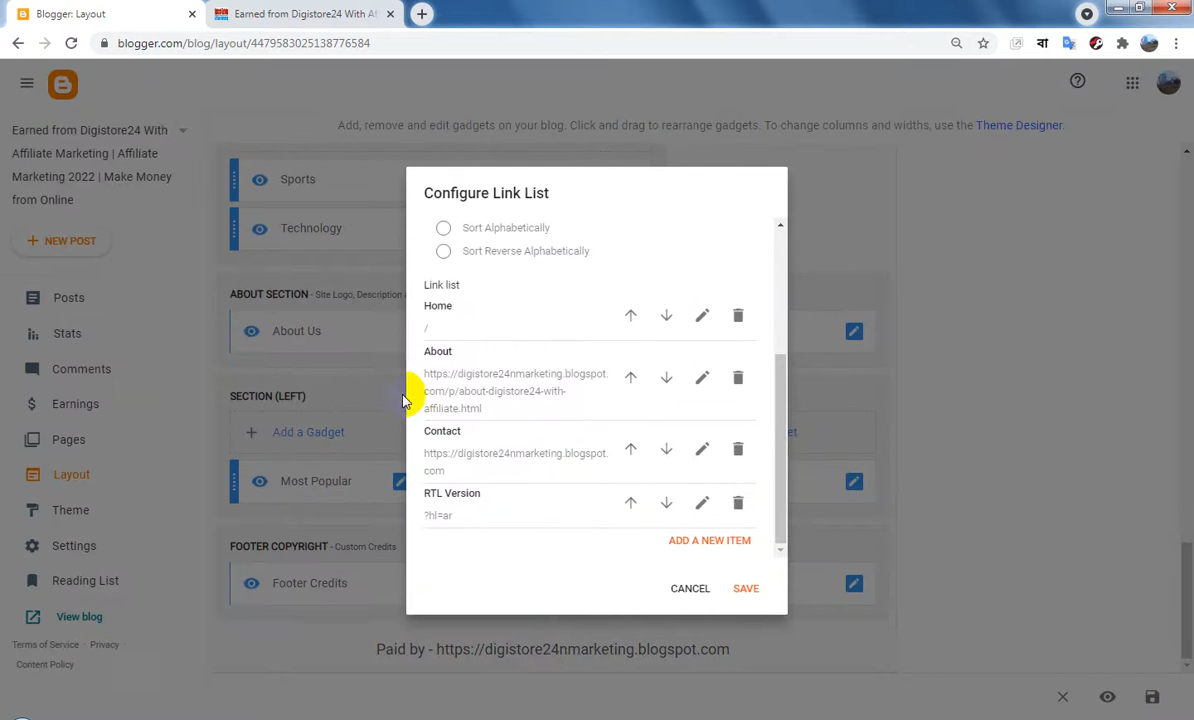 Blogger: Layout
Earned from Digistore24 With Af
blogger.com/blog/layout/4479583025138776584
বা
Earned from Digistore24 With
Affiliate Marketing | Affiliate
Marketing 2022 | Make Money
from Online
NEW POST
Posts
Stats
Comments
Earnings
Pages
Layout
Theme
Settings
Reading List
View blog
Terms of Service · Privacy
Content Policy
Add, remove and edit gadgets on your blog. Click and drag to rearrange gadgets. To change columns and widths, use the Theme Designer.
Sports
Technology
ABOUT SECTION - Site Logo, Description
About Us
SECTION (LEFT)
Add a Gadget
Most Popular
FOOTER COPYRIGHT - Custom Credits
Footer Credits
Paid by - https://digistore24nmarketing.blogspot.com
Configure Link List
Sort Alphabetically
Sort Reverse Alphabetically
Link list
Home
/
About
https://digistore24nmarketing.blogspot.
com/p/about-digistore24-with-
affiliate.html
Contact
https://digistore24nmarketing.blogspot.
com
RTL Version
?hl=ar
ADD A NEW ITEM
CANCEL
SAVE